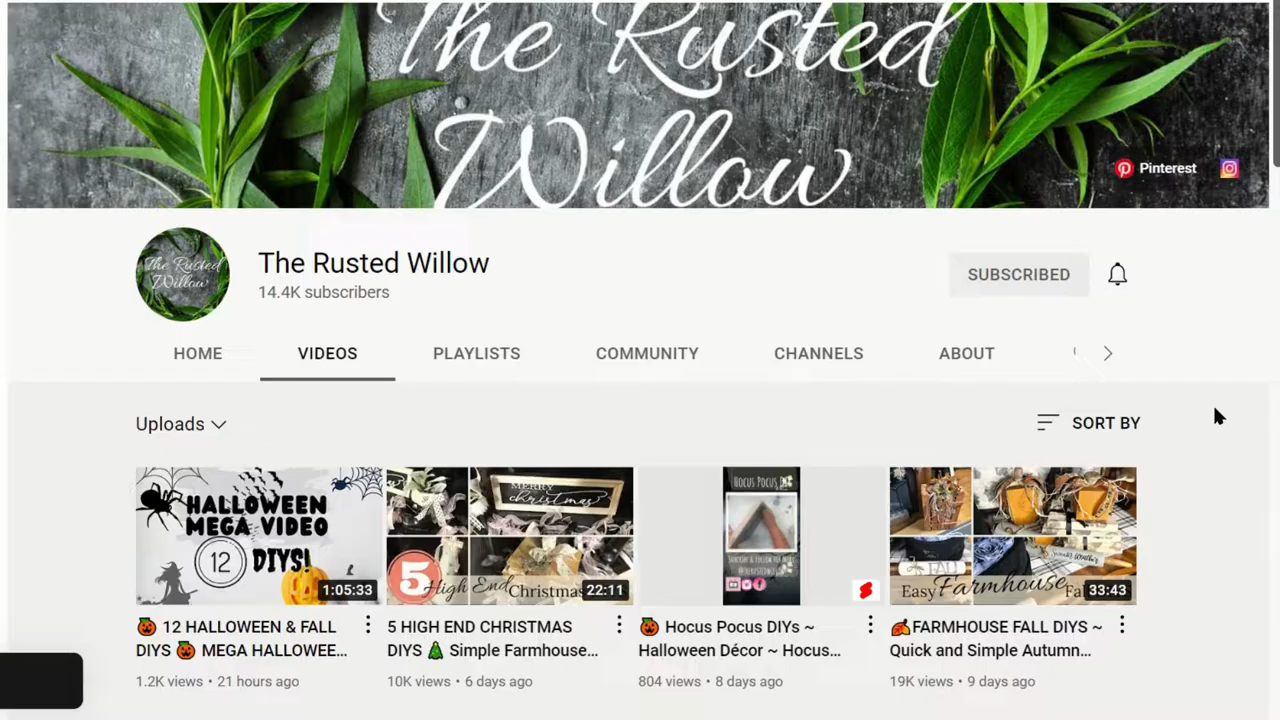 The Rusted
Willow
Pinterest
The Rusted
Willow
The Rusted Willow
14.4K subscribers
SUBSCRIBED
HOME
VIDEOS
PLAYLISTS
COMMUNITY
CHANNELS
ABOUT
Uploads
SORT BY
HALLOWEEN
MEGA VIDEO
12 DIYS!
1:05:33
MERRY
christmas
5 High End Christmas
22:11
HOCUS POCUS
FALL
Easy Farmhouse Fa
33:43
🎃 12 HALLOWEEN & FALL
DIYS 🎃 MEGA HALLOWEE...
1.2K views • 21 hours ago
5 HIGH END CHRISTMAS
DIYS 🎄 Simple Farmhouse...
10K views • 6 days ago
🎃 Hocus Pocus DIYs ~
Halloween Décor ~ Hocus...
804 views • 8 days ago
🍂FARMHOUSE FALL DIYS ~
Quick and Simple Autumn...
19K views • 9 days ago